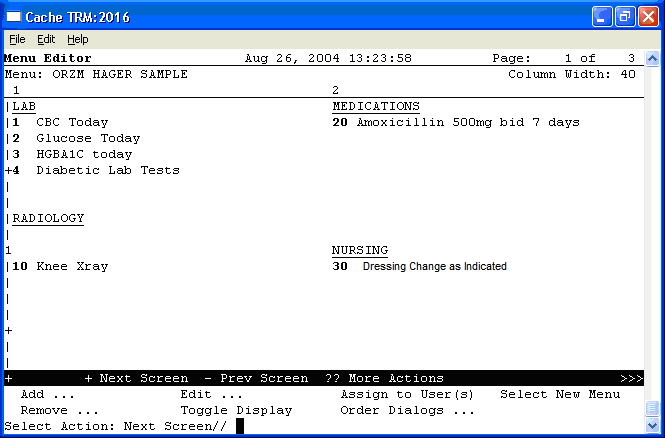 Cache TRM:2016
File Edit Help
Menu Editor Aug 26, 2004 13:23:58 Page: 1 of 3
Menu: ORZM HAGER SAMPLE Column Width: 40
1 2
|LAB MEDICATIONS
|1 CBC Today 20 Amoxicillin 500mg bid 7 days
|2 Glucose Today
|3 HGBA1C today
+4 Diabetic Lab Tests
|
|
|RADIOLOGY
|
1 NURSING
|10 Knee Xray 30 Dressing Change as Indicated
|
|
|
+
|
|
+ + Next Screen - Prev Screen ?? More Actions >>>
Add ... Edit ... Assign to User(s) Select New Menu
Remove ... Toggle Display Order Dialogs ...
Select Action: Next Screen//